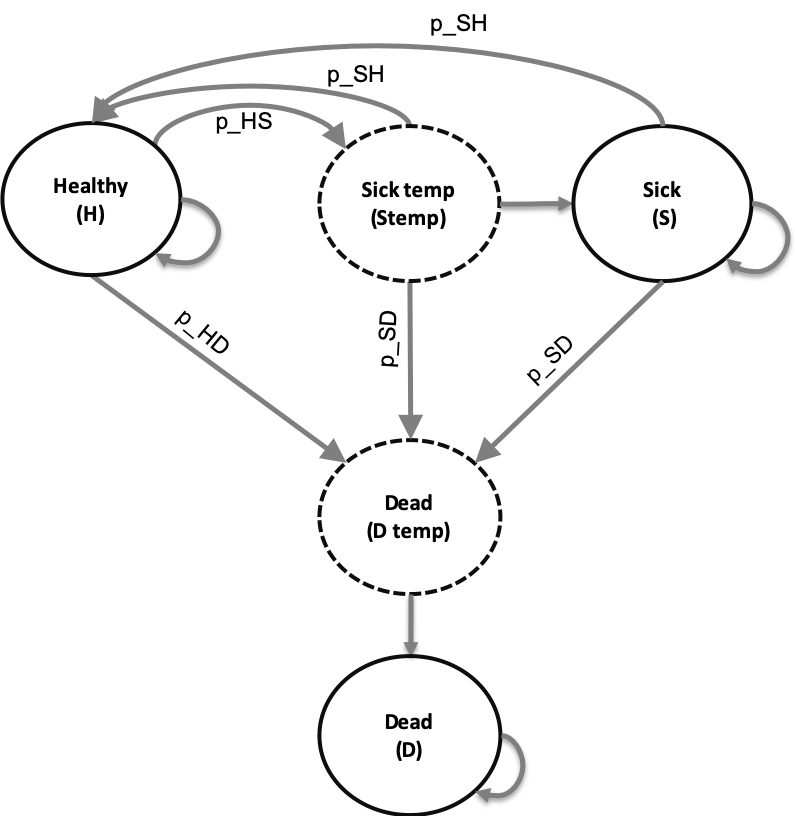 p_SH
p_SH
p_HS
Healthy
(H)
Sick temp
(Stemp)
Sick
(S)
p_HD
p_SD
p_SD
Dead
(D temp)
Dead
(D)